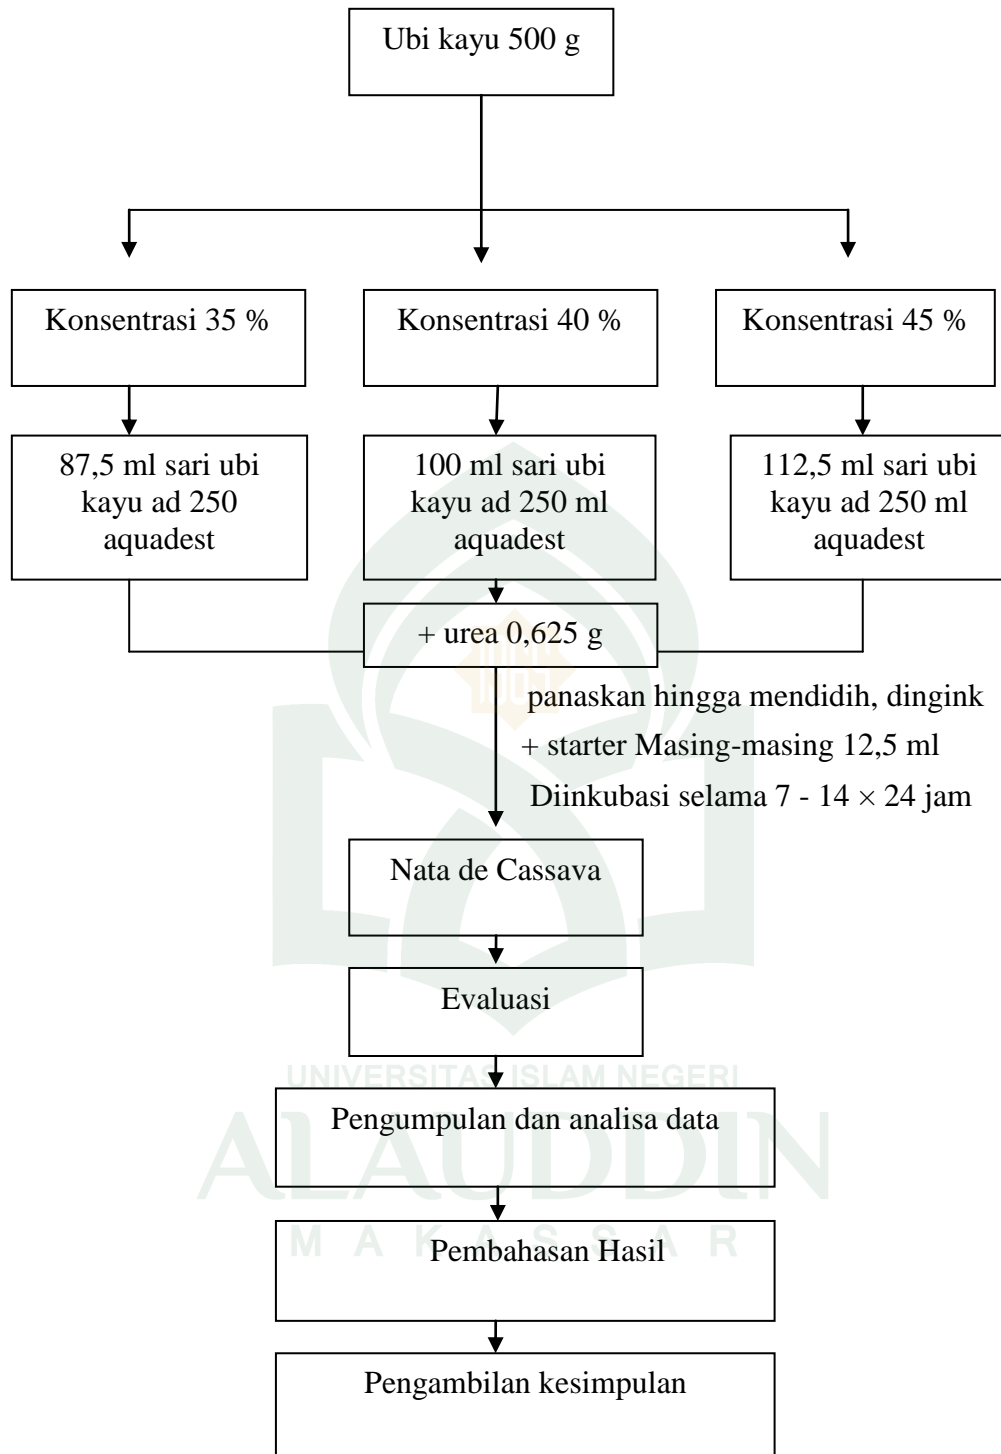 Ubi kayu 500 g
Konsentrasi 35 %
Konsentrasi 40 %
Konsentrasi 45 %
87,5 ml sari ubi
kayu ad 250
aquadest
100 ml sari ubi
kayu ad 250 ml
aquadest
112,5 ml sari ubi
kayu ad 250 ml
aquadest
+ urea 0,625 g
panaskan hingga mendidih, dingink
+ starter Masing-masing 12,5 ml
Diinkubasi selama 7 - 14 × 24 jam
Nata de Cassava
Evaluasi
UNIVERSITAS ISLAM NEGERI
Pengumpulan dan analisa data
ALAUDDIN
MAKASSAR
Pembahasan Hasil
Pengambilan kesimpulan